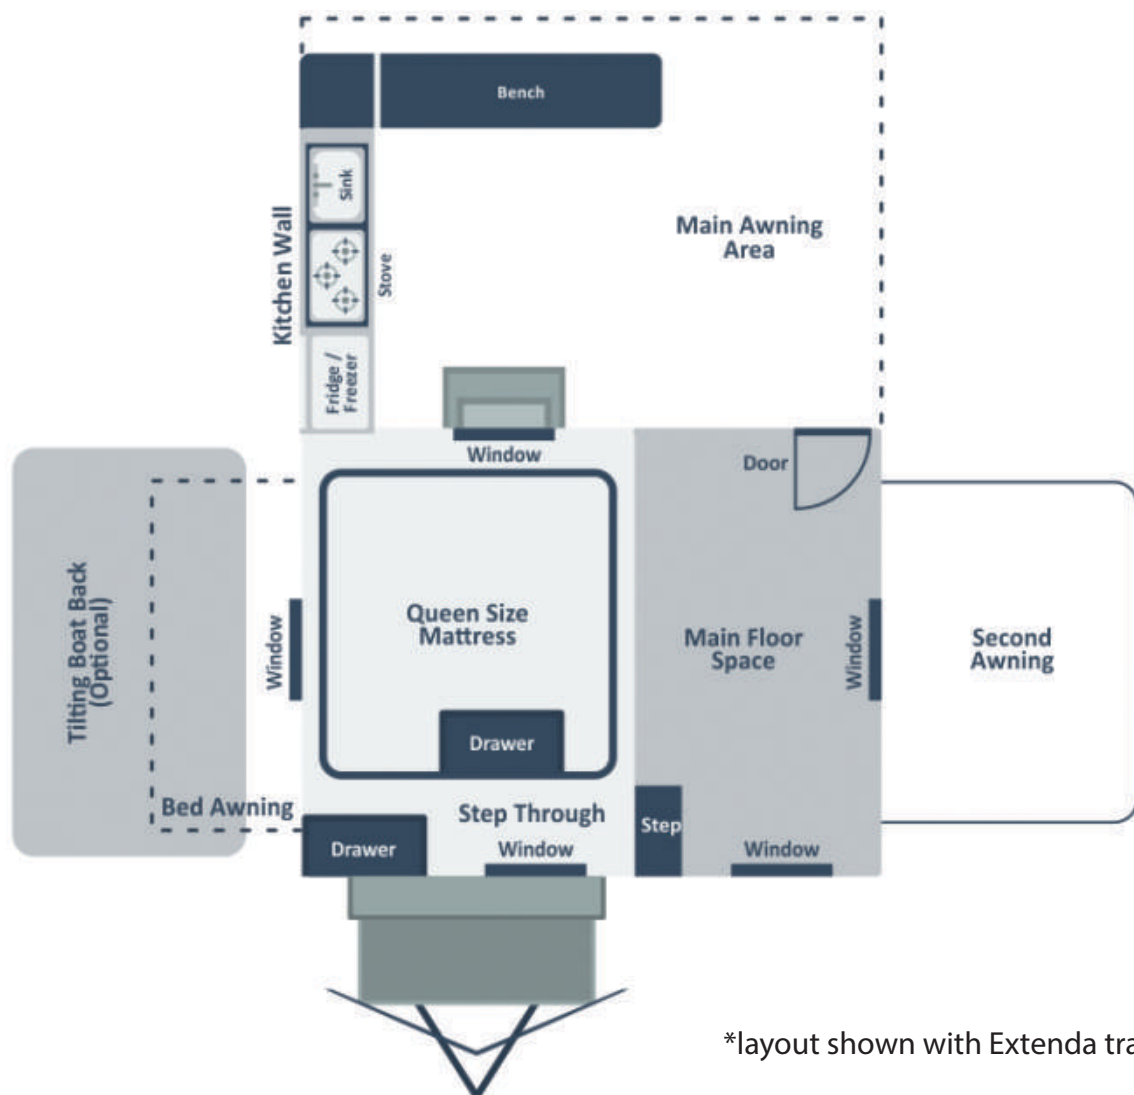 Bench
Sink
Kitchen Wall
Stove
Main Awning
Area
Fridge /
Freezer
Window
Door
Tilting Boat Back
(Optional)
Window
Queen Size
Mattress
Main Floor
Space
Window
Second
Awning
Drawer
Bed Awning
Step Through
Step
Drawer
Window
Window
*layout shown with Extenda